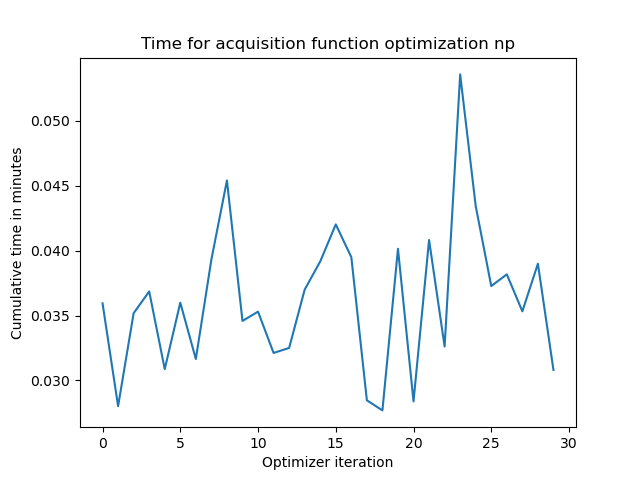 Time for acquisition function optimization np
Cumulative time in minutes
0.050
0.045
0.040
0.035
0.030
0 5 10 15 20 25 30
Optimizer iteration